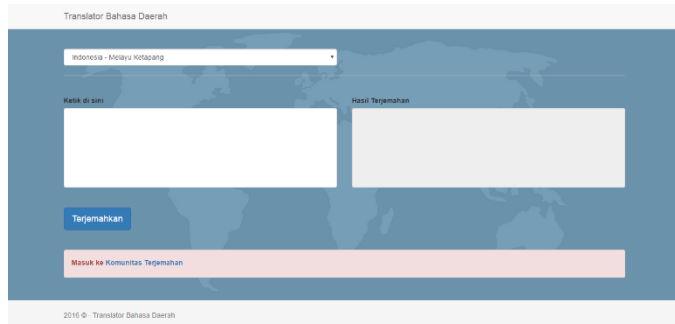 Translator Bahasa Daerah
Indonesia - Melayu Ketapang
Ketik di sini
Hasil Terjemahan
Terjemahkan
Masuk ke Komunitas Terjemahan
2016 © - Translator Bahasa Daerah